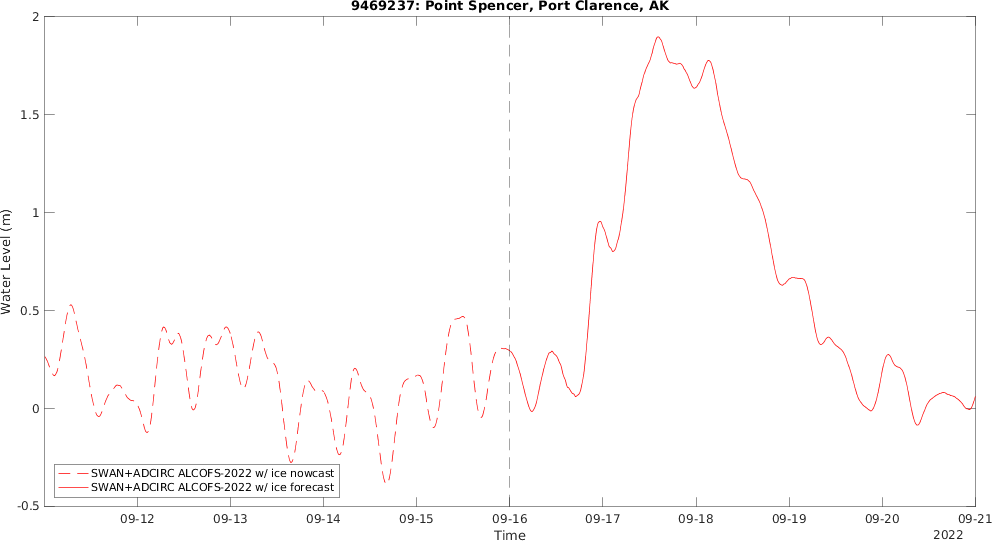 9469237: Point Spencer, Port Clarence, AK
2
1.5
1
0.5
0
-0.5
Water Level (m)
SWAN+ADCIRC ALCOFS-2022 w/ ice nowcast
SWAN+ADCIRC ALCOFS-2022 w/ ice forecast
09-12 09-13 09-14 09-15 09-16 09-17 09-18 09-19 09-20 09-21
Time
2022